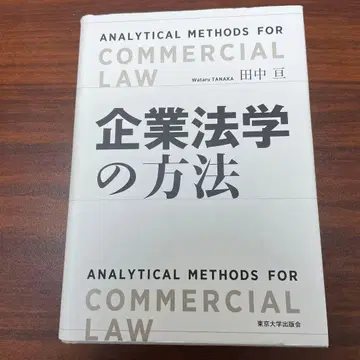 ANALYTICAL METHODS FOR
COMMERCIAL
LAW
Wataru TANAKA 田中 亘
企業法学
の方法
ANALYTICAL METHODS FOR
COMMERCIAL
LAW
東京大学出版会